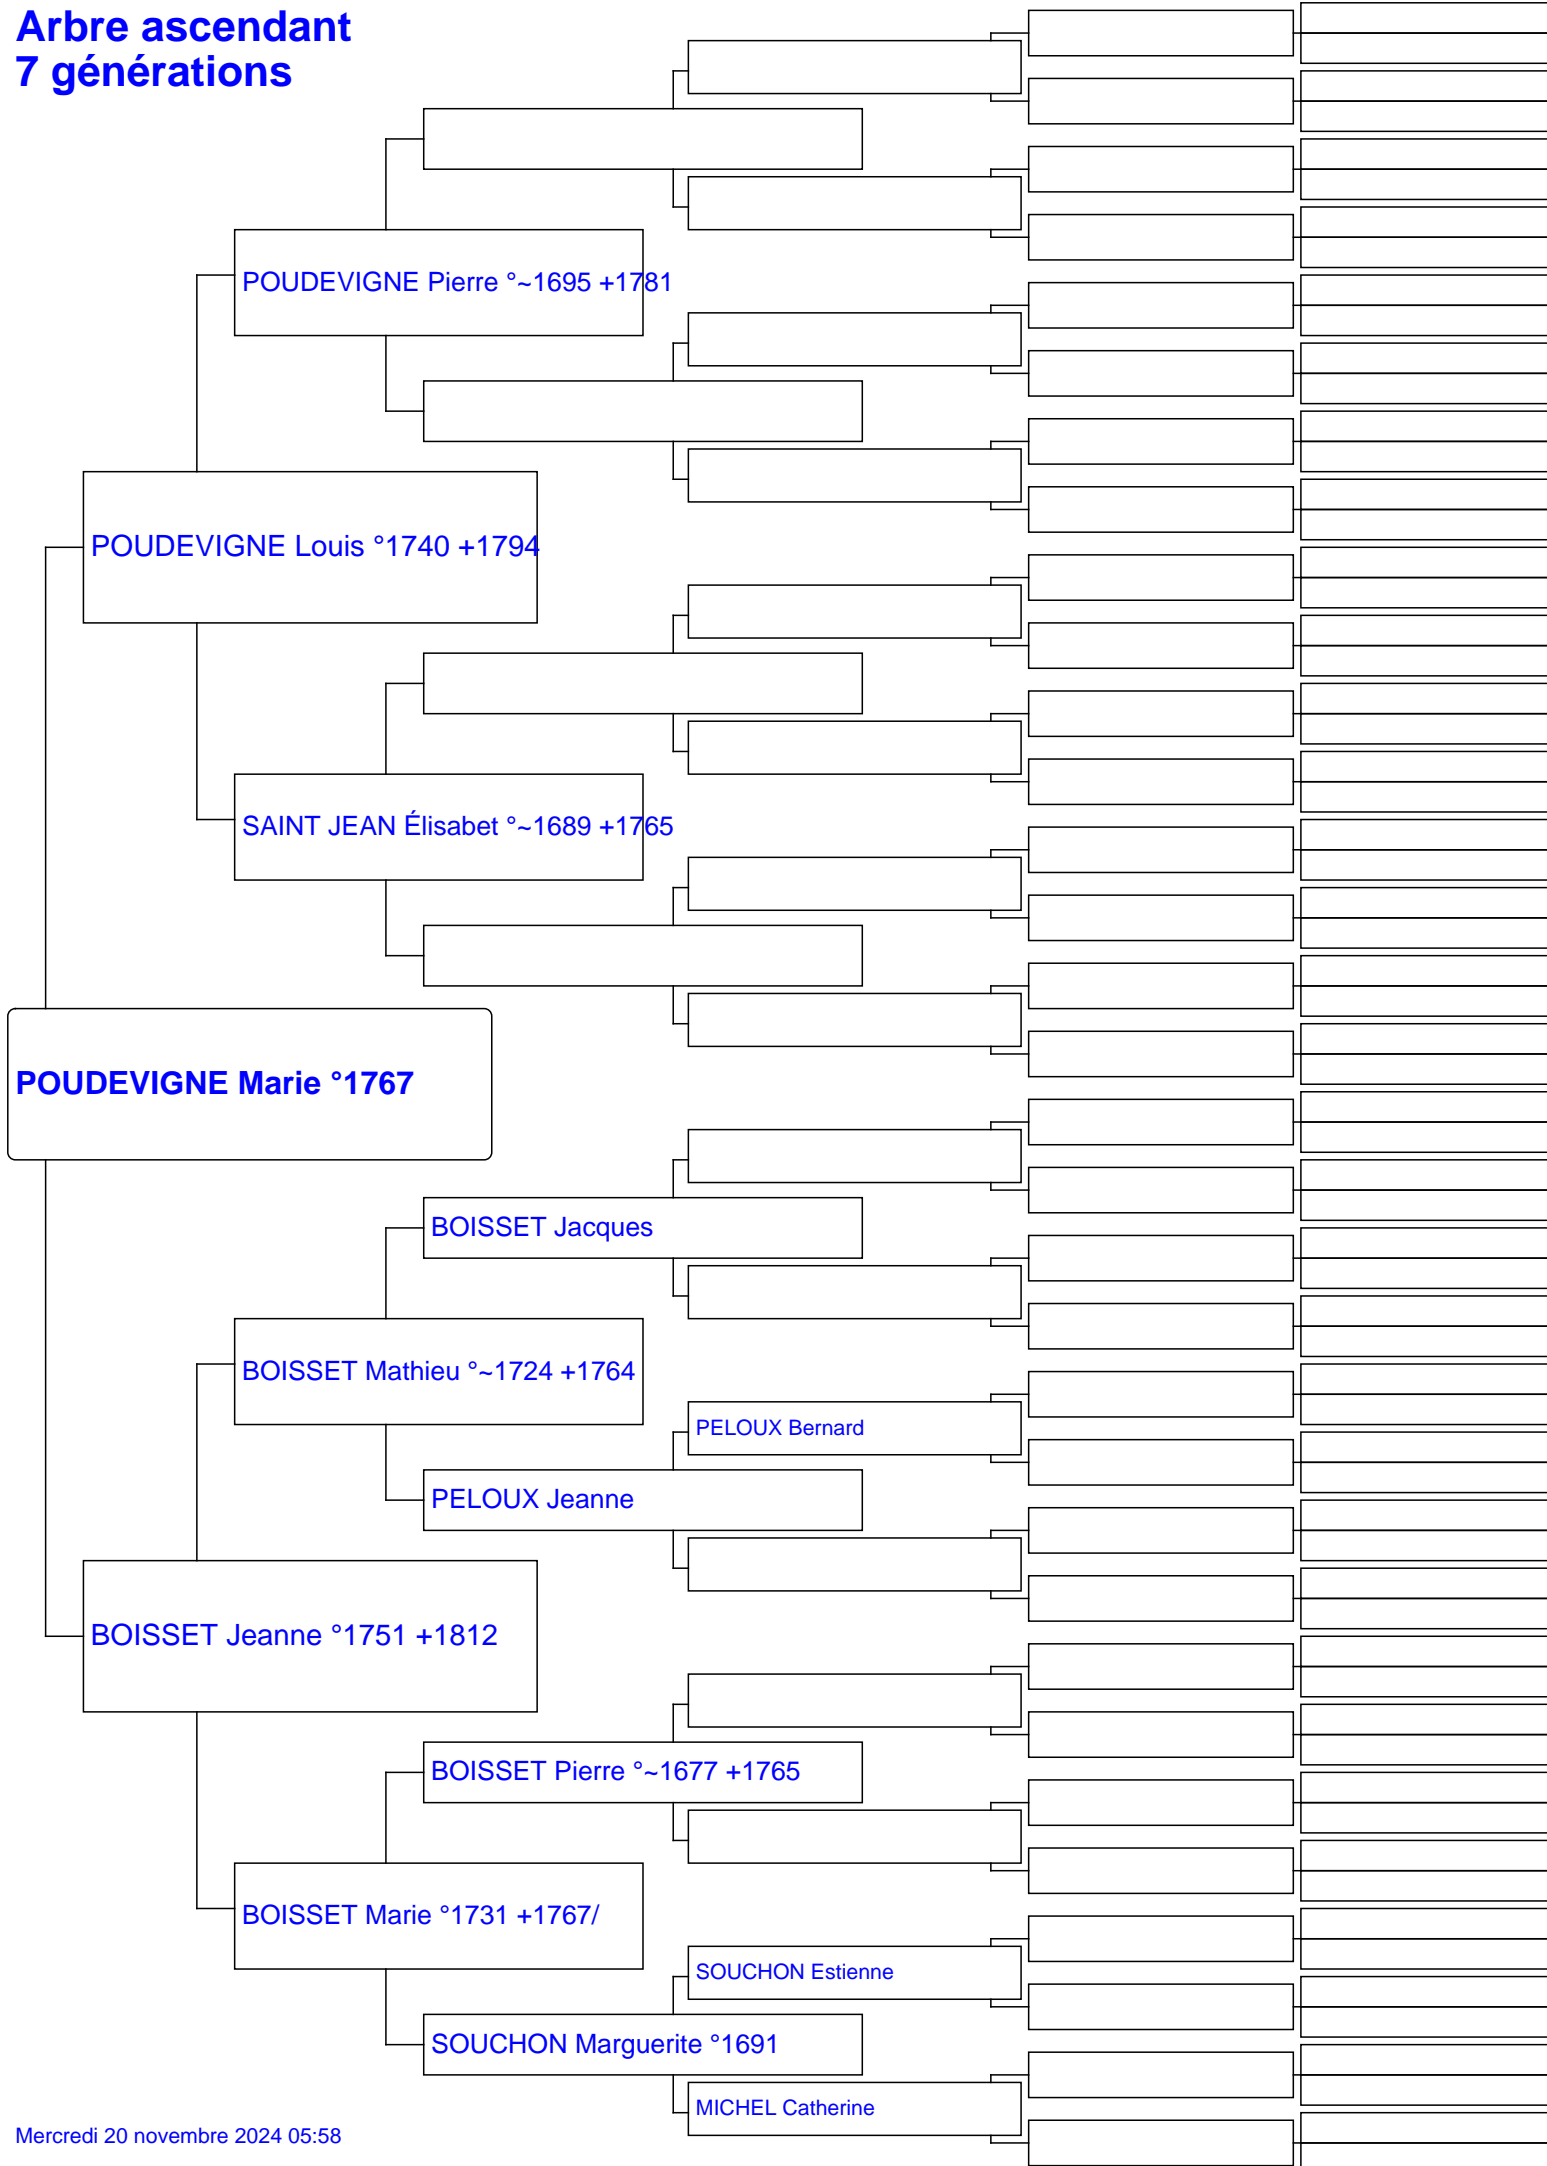 Arbre ascendant
7 générations
POUDEVIGNE Pierre °~1695 +1781
POUDEVIGNE Louis °1740 +1794
SAINT JEAN Élisabet °~1689 +1765
POUDEVIGNE Marie °1767
BOISSET Jacques
BOISSET Mathieu °~1724 +1764
PELOUX Bernard
PELOUX Jeanne
BOISSET Jeanne °1751 +1812
BOISSET Pierre °~1677 +1765
BOISSET Marie °1731 +1767/
SOUCHON Estienne
SOUCHON Marguerite °1691
MICHEL Catherine
Mercredi 20 novembre 2024 05:58